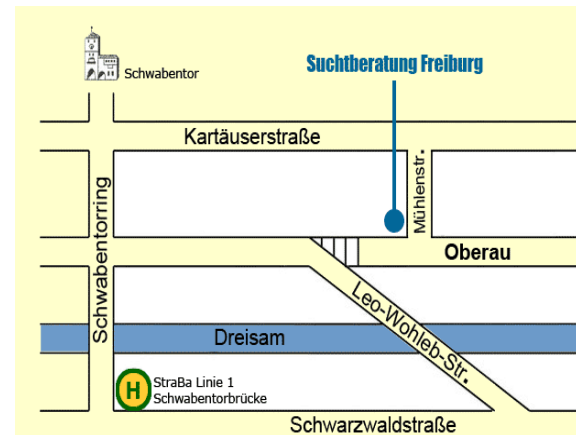 Suchtberatung Freiburg
Schwabentor
Kartäuserstraße
Mühlenstr.
Schwabentorring
Oberau
Leo-Wohleb-Str.
Dreisam
H
StraBa Linie 1
Schwabentorbrücke
Schwarzwaldstraße